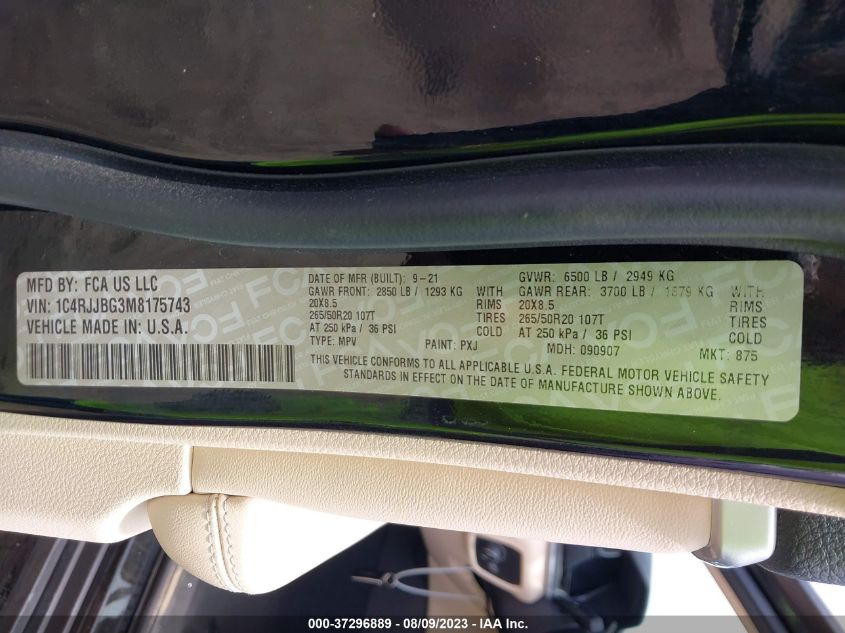 MFD BY: FCA US LLC
VIN: 1C4RJJBG3M8175743
VEHICLE MADE IN: U.S.A.
DATE OF MFR (BUILT): 9-21
GVWR: 6500 LB / 2949 KG
GAWR FRONT: 2850 LB / 1293 KG WITH
GAWR REAR: 3700 LB / 1679 KG WITH
20X8.5 RIMS
20X8.5 RIMS
265/50R20 107T TIRES
265/50R20 107T TIRES
AT 250 kPa / 36 PSI COLD
AT 250 kPa / 36 PSI COLD
TYPE: MPV PAINT: PXJ MDH: 090907 MKT: 875
THIS VEHICLE CONFORMS TO ALL APPLICABLE U.S.A. FEDERAL MOTOR VEHICLE SAFETY
STANDARDS IN EFFECT ON THE DATE OF MANUFACTURE SHOWN ABOVE.
000-37296889 - 08/09/2023 - IAA Inc.